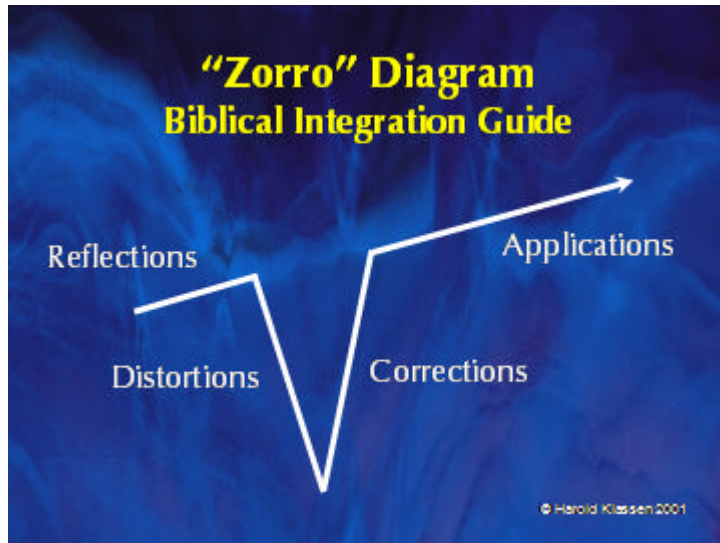 “Zorro” Diagram
Biblical Integration Guide
Reflections
Applications
Distortions
Corrections
© Harold Klassen 2001